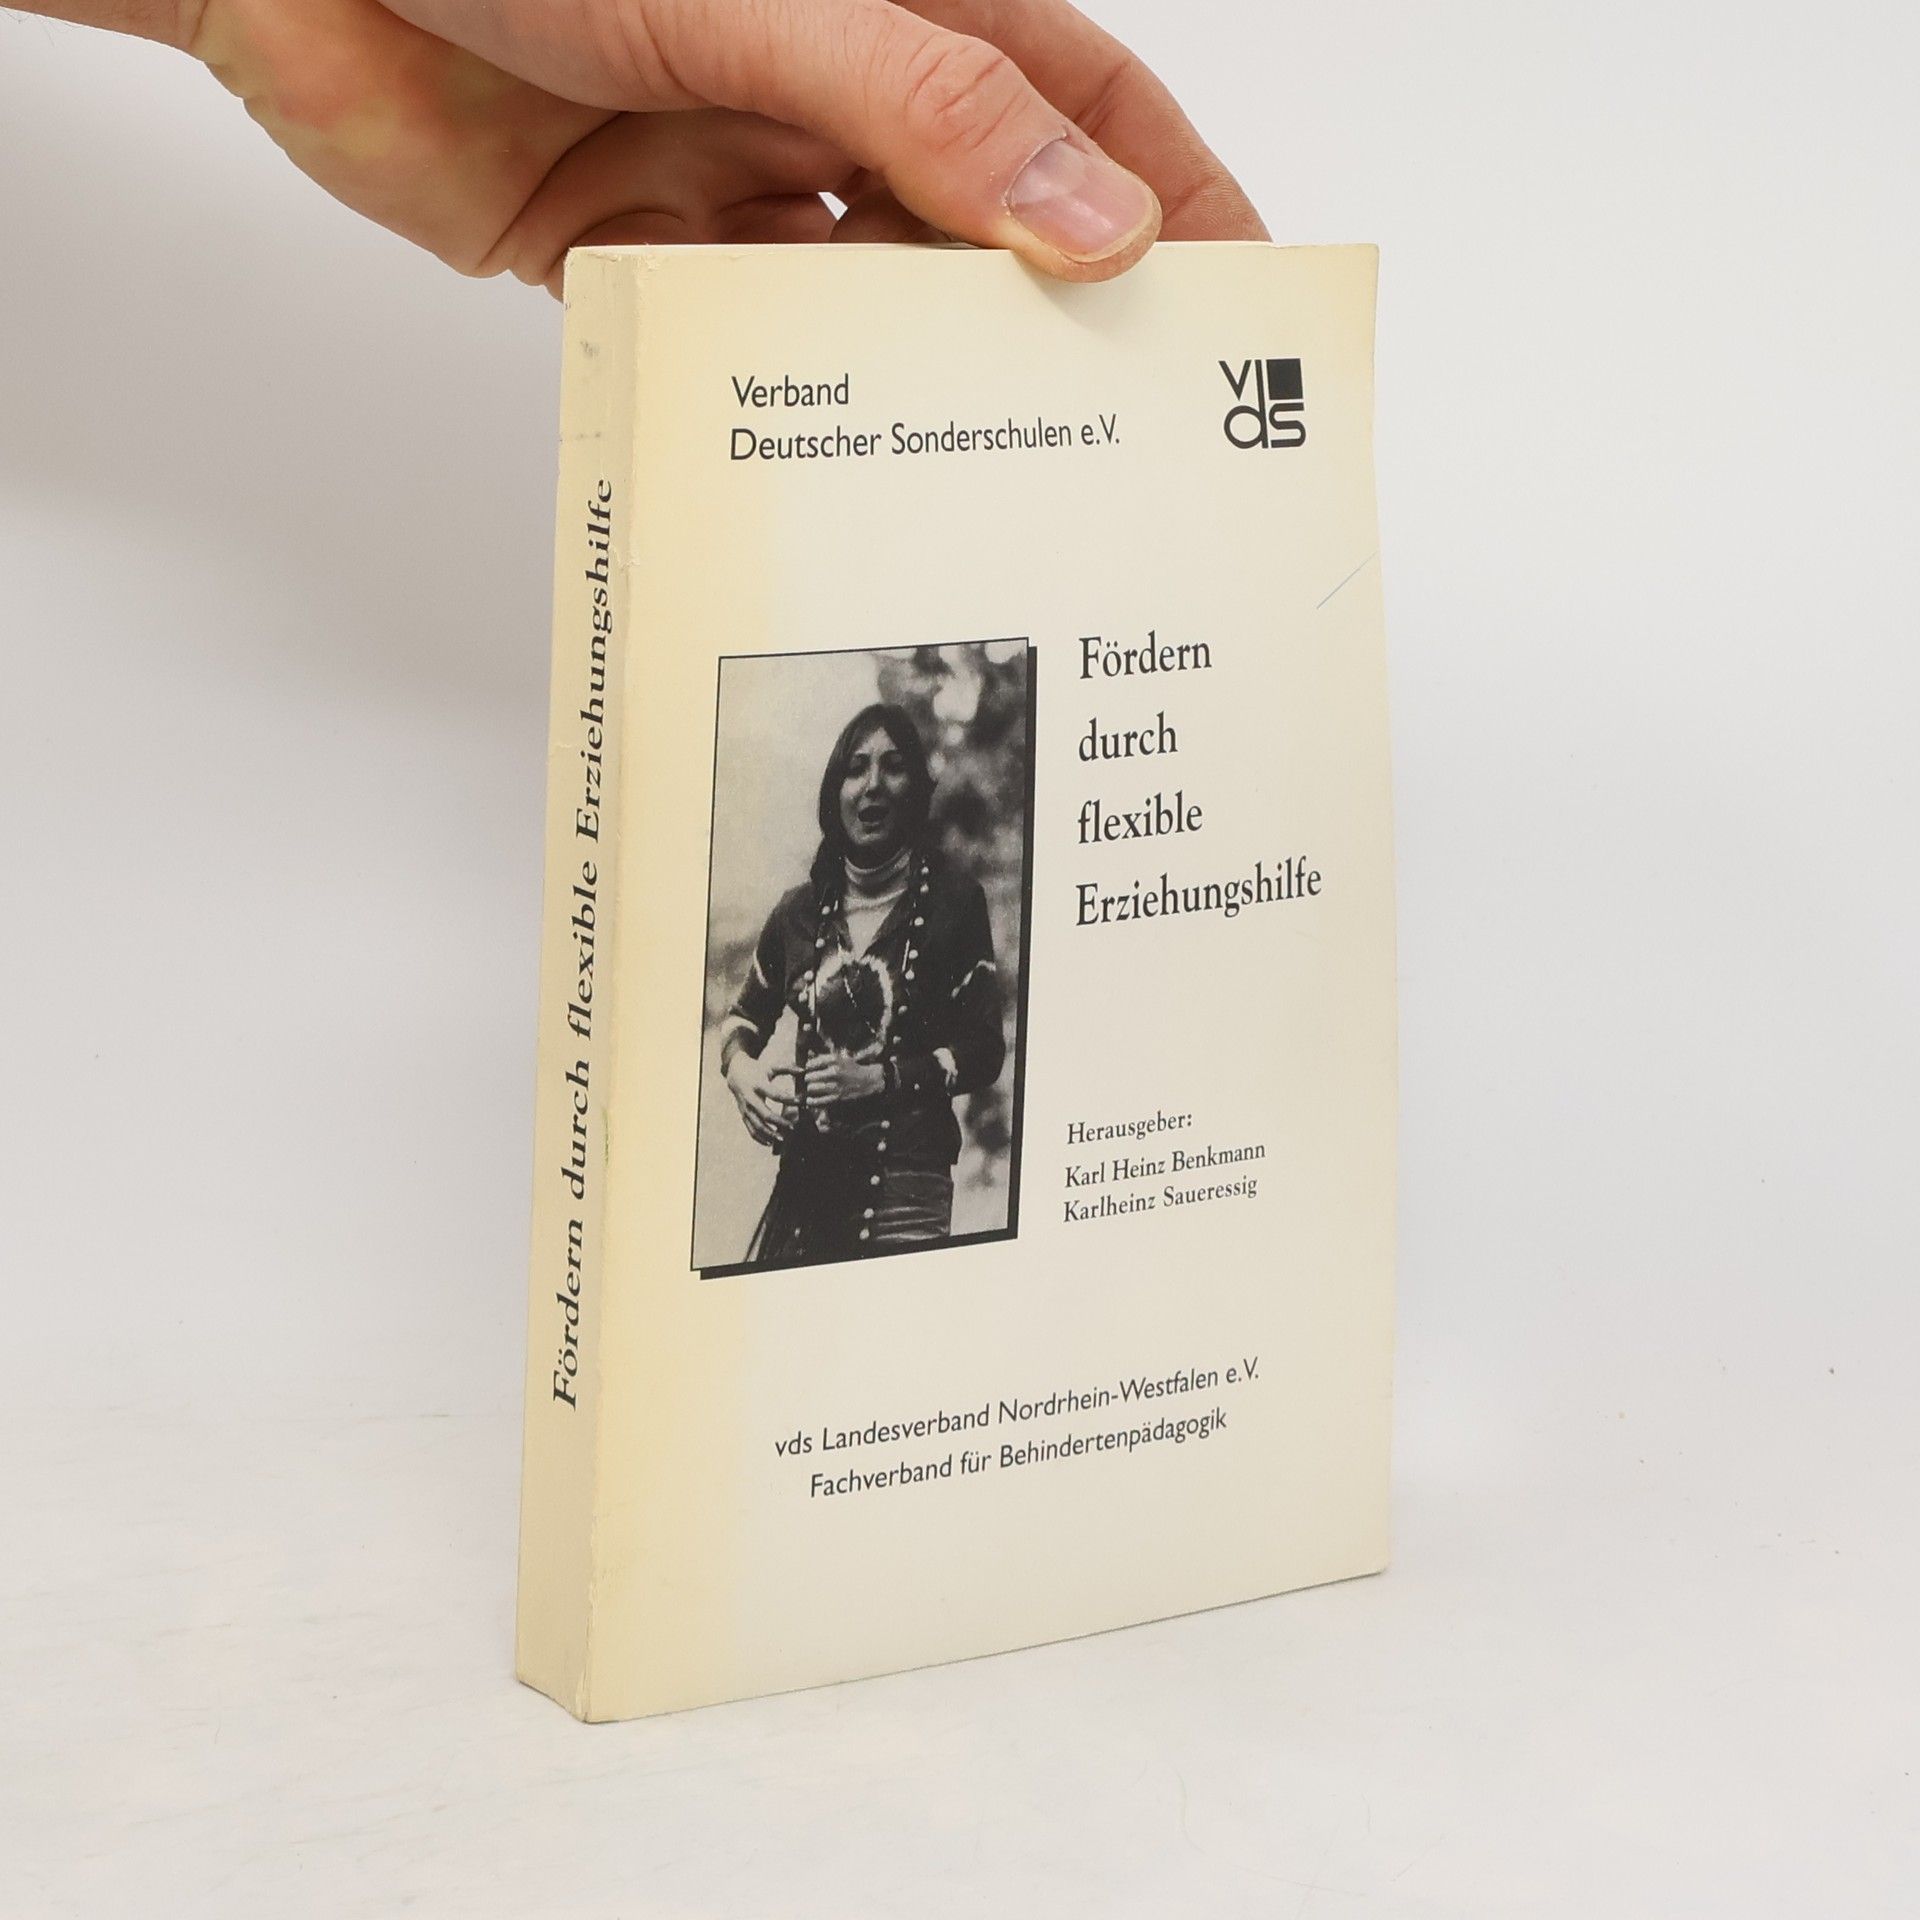 Verband
Deutscher Sonderschulen e.V.
vds
Fördern durch flexible Erziehungshilfe
Fördern
durch
flexible
Erziehungshilfe
Herausgeber:
Karl Heinz Benkmann
Karlheinz Saueressig
vds Landesverband Nordrhein-Westfalen e.V.
Fachverband für Behindertenpädagogik